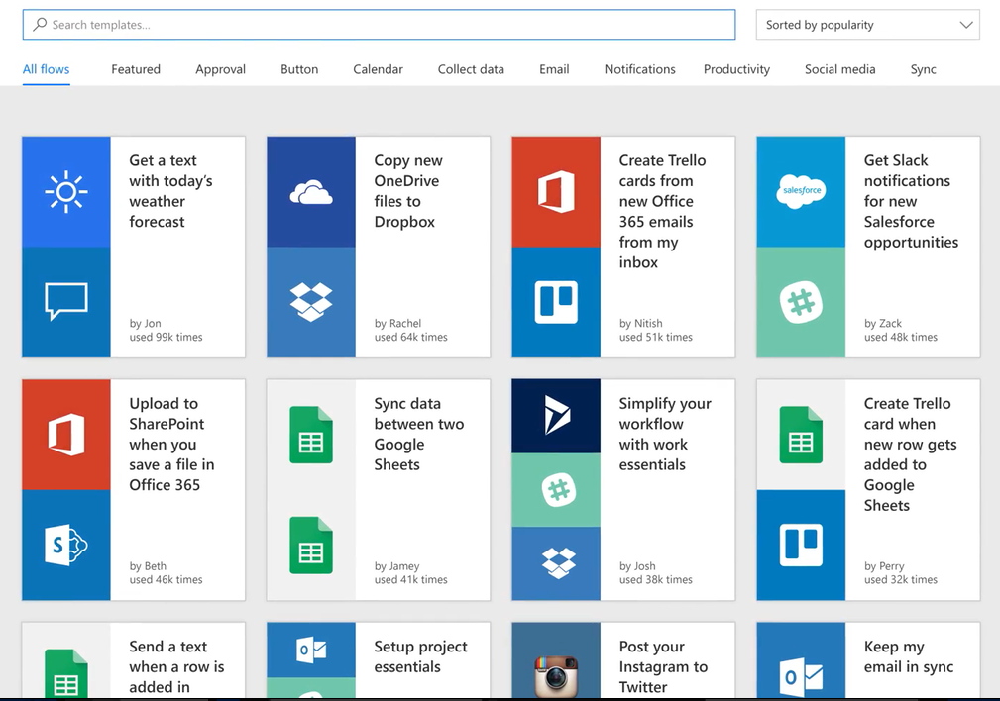 Search templates...
Sorted by popularity
All flows
Featured
Approval
Button
Calendar
Collect data
Email
Notifications
Productivity
Social media
Sync
Get a text
with today's
weather
forecast
by Jon
used 99k times
Copy new
OneDrive
files to
Dropbox
by Rachel
used 64k times
Create Trello
cards from
new Office
365 emails
from my
inbox
by Nitish
used 51k times
salesforce
Get Slack
notifications
for new
Salesforce
opportunities
by Zack
used 48k times
Upload to
SharePoint
when you
save a file in
Office 365
S
by Beth
used 46k times
Sync data
between two
Google
Sheets
by Jamey
used 41k times
Simplify your
workflow
with work
essentials
by Josh
used 38k times
Create Trello
card when
new row gets
added to
Google
Sheets
by Perry
used 32k times
Send a text
when a row is
added in
o
Setup project
essentials
Post your
Instagram to
Twitter
o
Keep my
email in sync